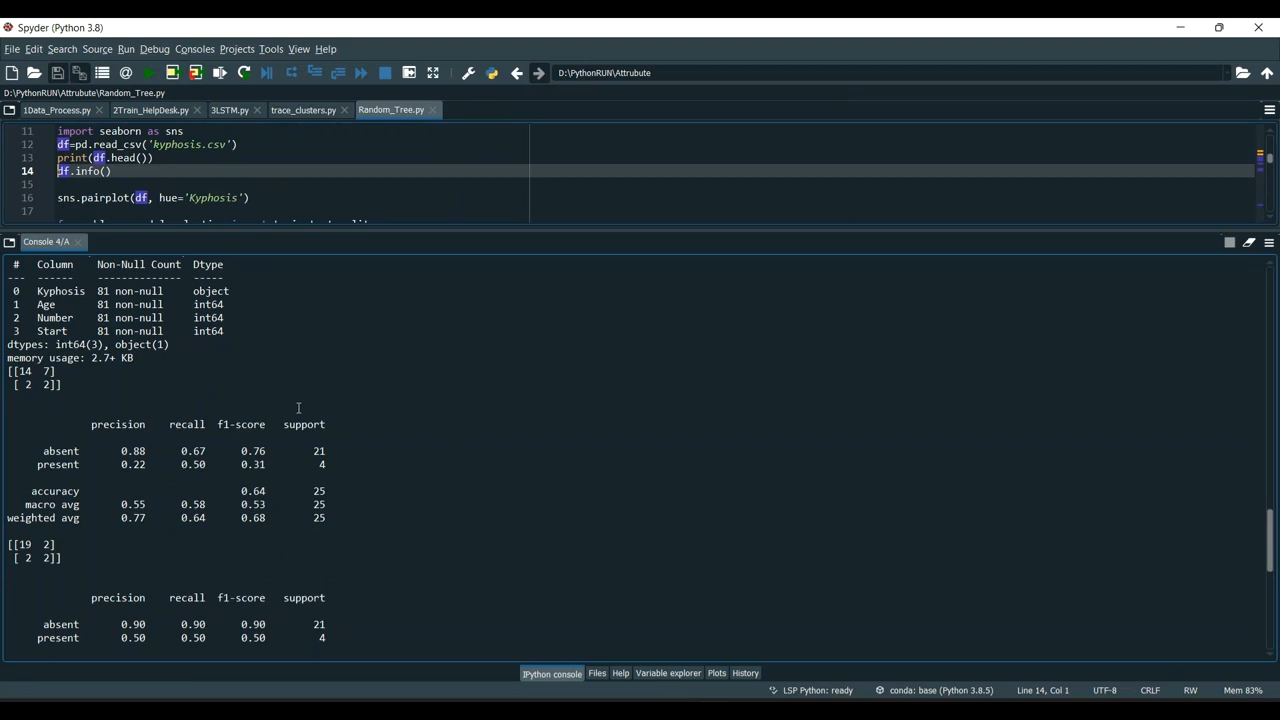 Spyder (Python 3.8)
File Edit Search Source Run Debug Consoles Projects Tools View Help
D:\PythonRUN\Attrubute
D:\PythonRUN\Attrubute\Random_Tree.py
1Data_Process.py 2Train_HelpDesk.py 3LSTM.py trace_clusters.py Random_Tree.py
11 import seaborn as sns
12 df=pd.read_csv('kyphosis.csv')
13 print(df.head())
14 df.info()
15
16 sns.pairplot(df, hue='Kyphosis')
17
Console 4/A
# Column Non-Null Count Dtype
--- ------ -------------- -----
0 Kyphosis 81 non-null object
1 Age 81 non-null int64
2 Number 81 non-null int64
3 Start 81 non-null int64
dtypes: int64(3), object(1)
memory usage: 2.7+ KB
[[14 7]
[ 2 2]]
precision recall f1-score support
absent 0.88 0.67 0.76 21
present 0.22 0.50 0.31 4
accuracy 0.64 25
macro avg 0.55 0.58 0.53 25
weighted avg 0.77 0.64 0.68 25
[[19 2]
[ 2 2]]
precision recall f1-score support
absent 0.90 0.90 0.90 21
present 0.50 0.50 0.50 4
IPython console Files Help Variable explorer Plots History
LSP Python: ready conda: base (Python 3.8.5) Line 14, Col 1 UTF-8 CRLF RW Mem 83%